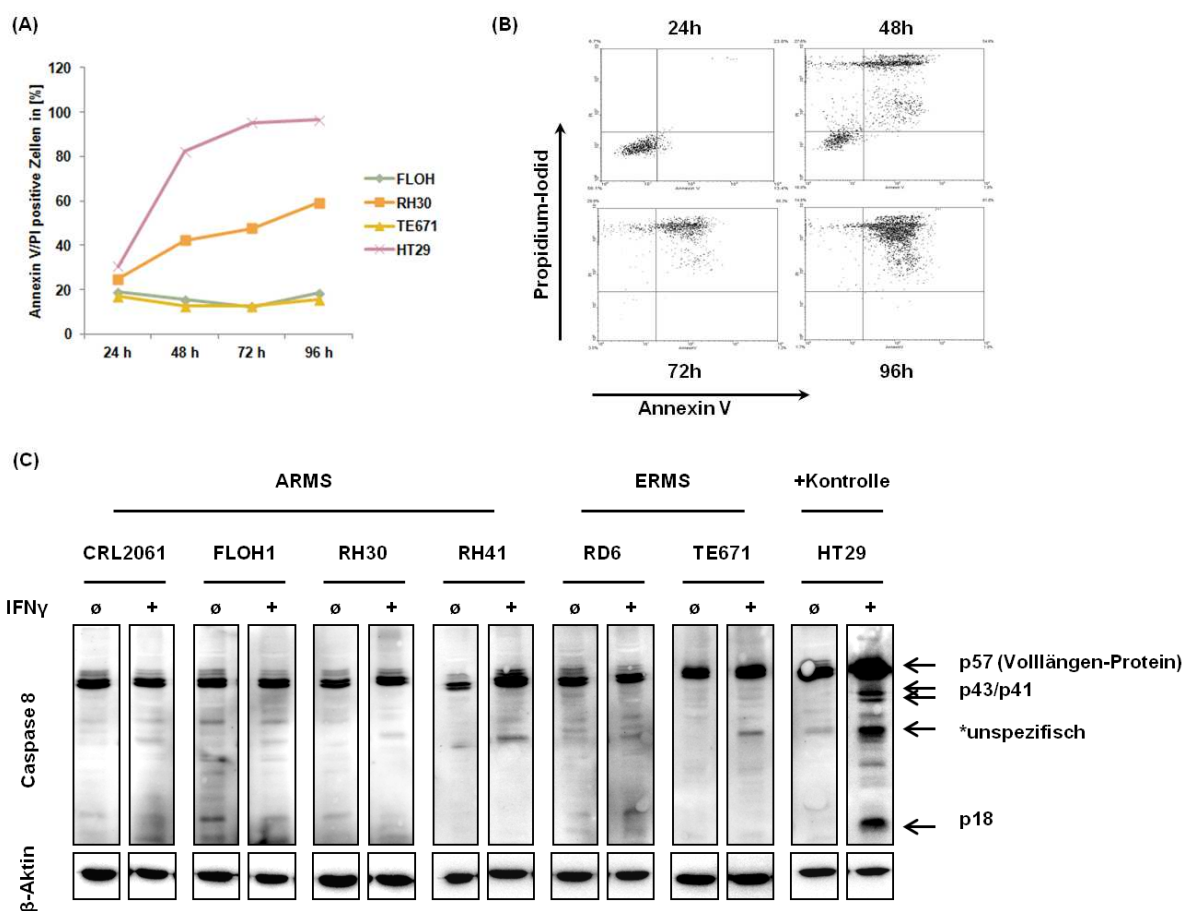 (A)
Annexin V/PI positive Zellen in [%]
120
100
80
60
40
20
0
24 h
48 h
72 h
96 h
FLOH
RH30
TE671
HT29
(B)
24h
48h
Propidium-Iodid
72h
96h
Annexin V
(C)
ARMS
ERMS
+Kontrolle
CRL2061
FLOH1
RH30
RH41
RD6
TE671
HT29
IFNγ
ø + ø + ø + ø + ø + ø + ø +
Caspase 8
p57 (Volllängen-Protein)
p43/p41
*unspezifisch
p18
β-Aktin